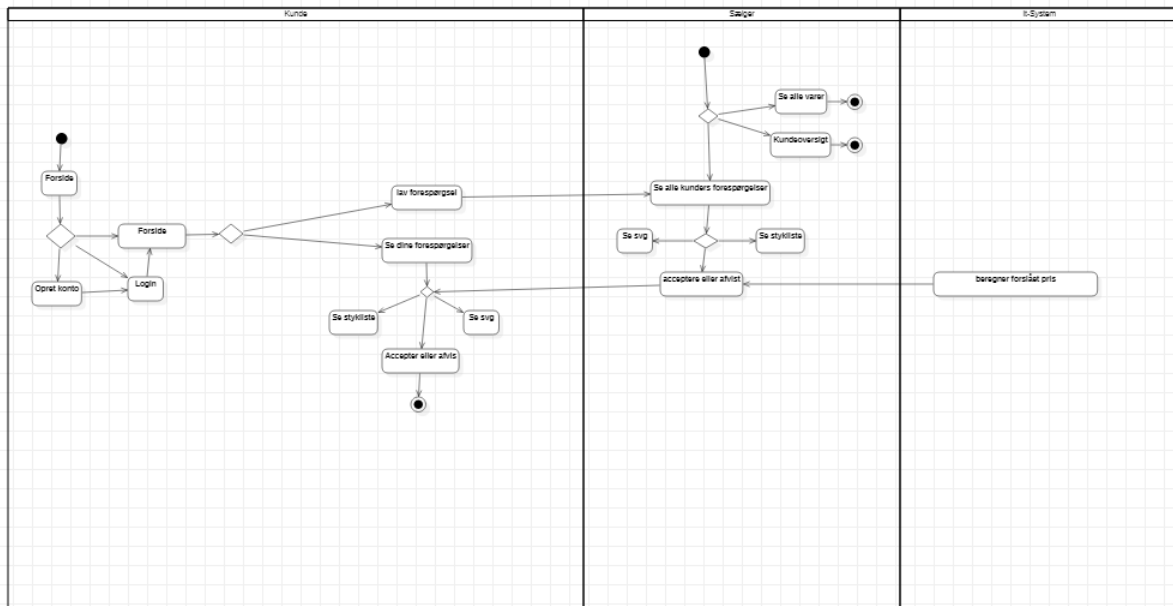 Kunde
Sælger
It-System
Se alle varer
Kundeoversigt
Forside
lav forespørgsel
Se alle kunders forespørgelser
Forside
Se dine forespørgelser
Se svg
Se stykliste
Opret konto
Login
acceptere eller afvist
beregner forslået pris
Se stykliste
Se svg
Accepter eller afvis